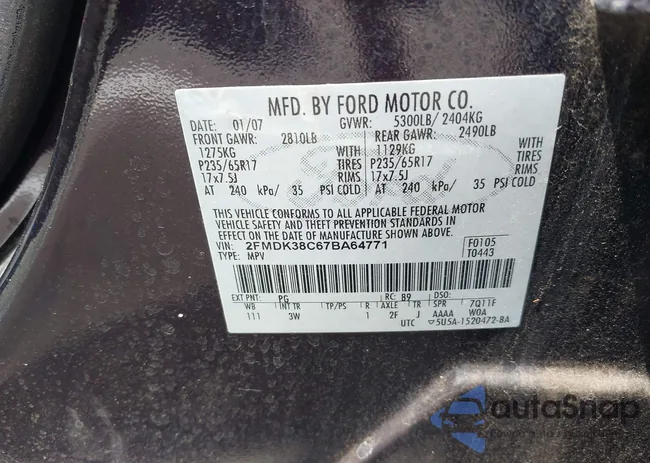 MFD. BY FORD MOTOR CO.
DATE: 01/07 GVWR: 5300LB/ 2404KG
FRONT GAWR: 2810LB REAR GAWR: 2490LB
1275KG WITH 1129KG WITH
P235/65R17 TIRES P235/65R17 TIRES
17x7.5J RIMS 17x7.5J RIMS
AT 240 kPa/ 35 PSI COLD AT 240 kPa/ 35 PSI COLD
THIS VEHICLE CONFORMS TO ALL APPLICABLE FEDERAL MOTOR
VEHICLE SAFETY AND THEFT PREVENTION STANDARDS IN
EFFECT ON THE DATE OF MANUFACTURE SHOWN ABOVE.
VIN: 2FMDK38C67BA64771 F0105
TYPE: MPV T0443
EXT PNT: PG RC: B9 DSO:
WB INT TR TP/PS R AXLE TR SPR 7Q11F
111 3W 1 2F J AAAA W0A
UTC ▽5U5A-1520472-BA
autoSnap